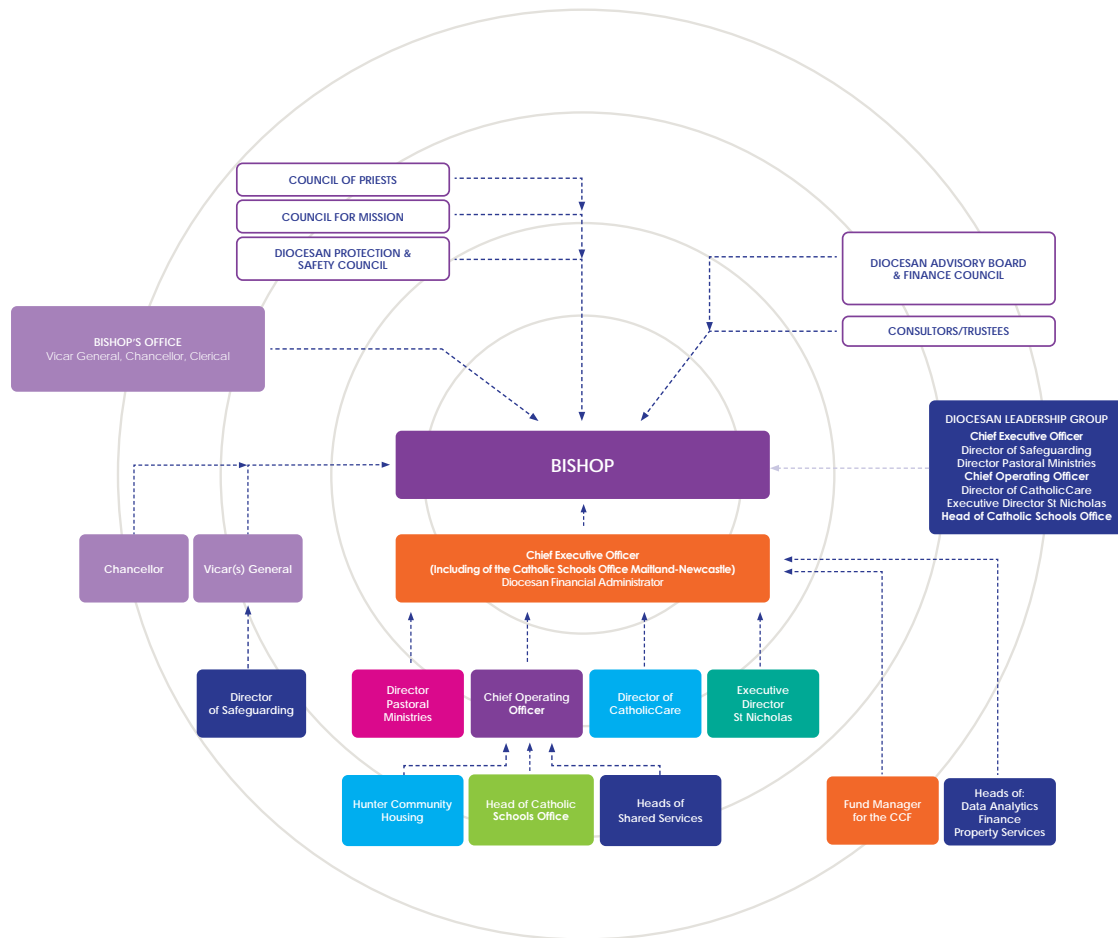 COUNCIL OF PRIESTS
COUNCIL FOR MISSION
DIOCESAN PROTECTION &
SAFETY COUNCIL
DIOCESAN ADVISORY BOARD
& FINANCE COUNCIL
CONSULTORS/TRUSTEES
BISHOP'S OFFICE
Vicar General, Chancellor, Clerical
DIOCESAN LEADERSHIP GROUP
Chief Executive Officer
Director of Safeguarding
Director Pastoral Ministries
Chief Operating Officer
Director of CatholicCare
Executive Director St Nicholas
Head of Catholic Schools Office
BISHOP
Chancellor
Vicar(s) General
Chief Executive Officer
(Including of the Catholic Schools Office Maitland-Newcastle)
Diocesan Financial Administrator
Director
of Safeguarding
Director
Pastoral
Ministries
Chief Operating
Officer
Director of
CatholicCare
Executive
Director
St Nicholas
Hunter Community
Housing
Head of Catholic
Schools Office
Heads of
Shared Services
Fund Manager
for the CCF
Heads of:
Data Analytics
Finance
Property Services